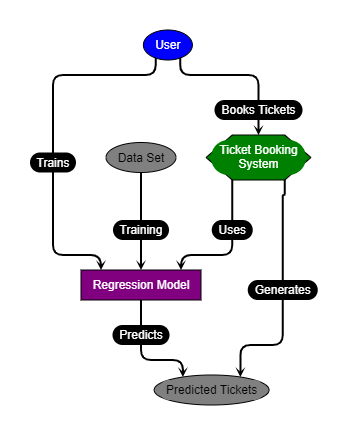 User
Books Tickets
Ticket Booking
System
Data Set
Trains
Training
Uses
Regression Model
Generates
Predicts
Predicted Tickets